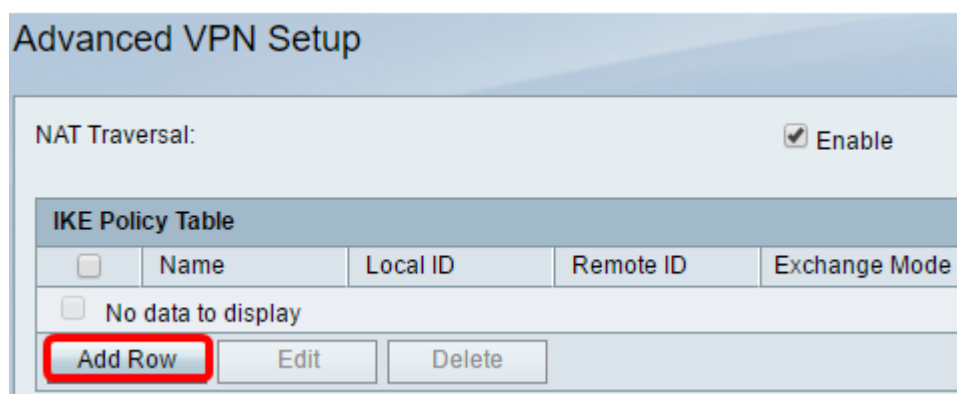 Advanced VPN Setup
NAT Traversal: Enable
IKE Policy Table
Name Local ID Remote ID Exchange Mode
No data to display
Add Row Edit Delete